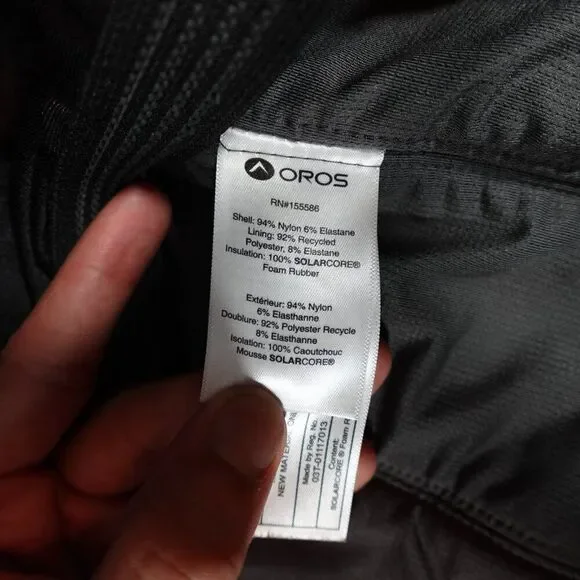 OROS
RN#155586
Shell: 94% Nylon 6% Elastane
Lining: 92% Recycled
Polyester, 8% Elastane
Insulation: 100% SOLARCORE®
Foam Rubber
Extérieur: 94% Nylon
6% Elasthanne
Doublure: 92% Polyester Recycle
8% Elasthanne
Isolation: 100% Caoutchouc
Mousse SOLARCORE®
NEW MATERIAL
Made by Reg. No.
03T-01117013
Content:
SOLARCORE® Foam R